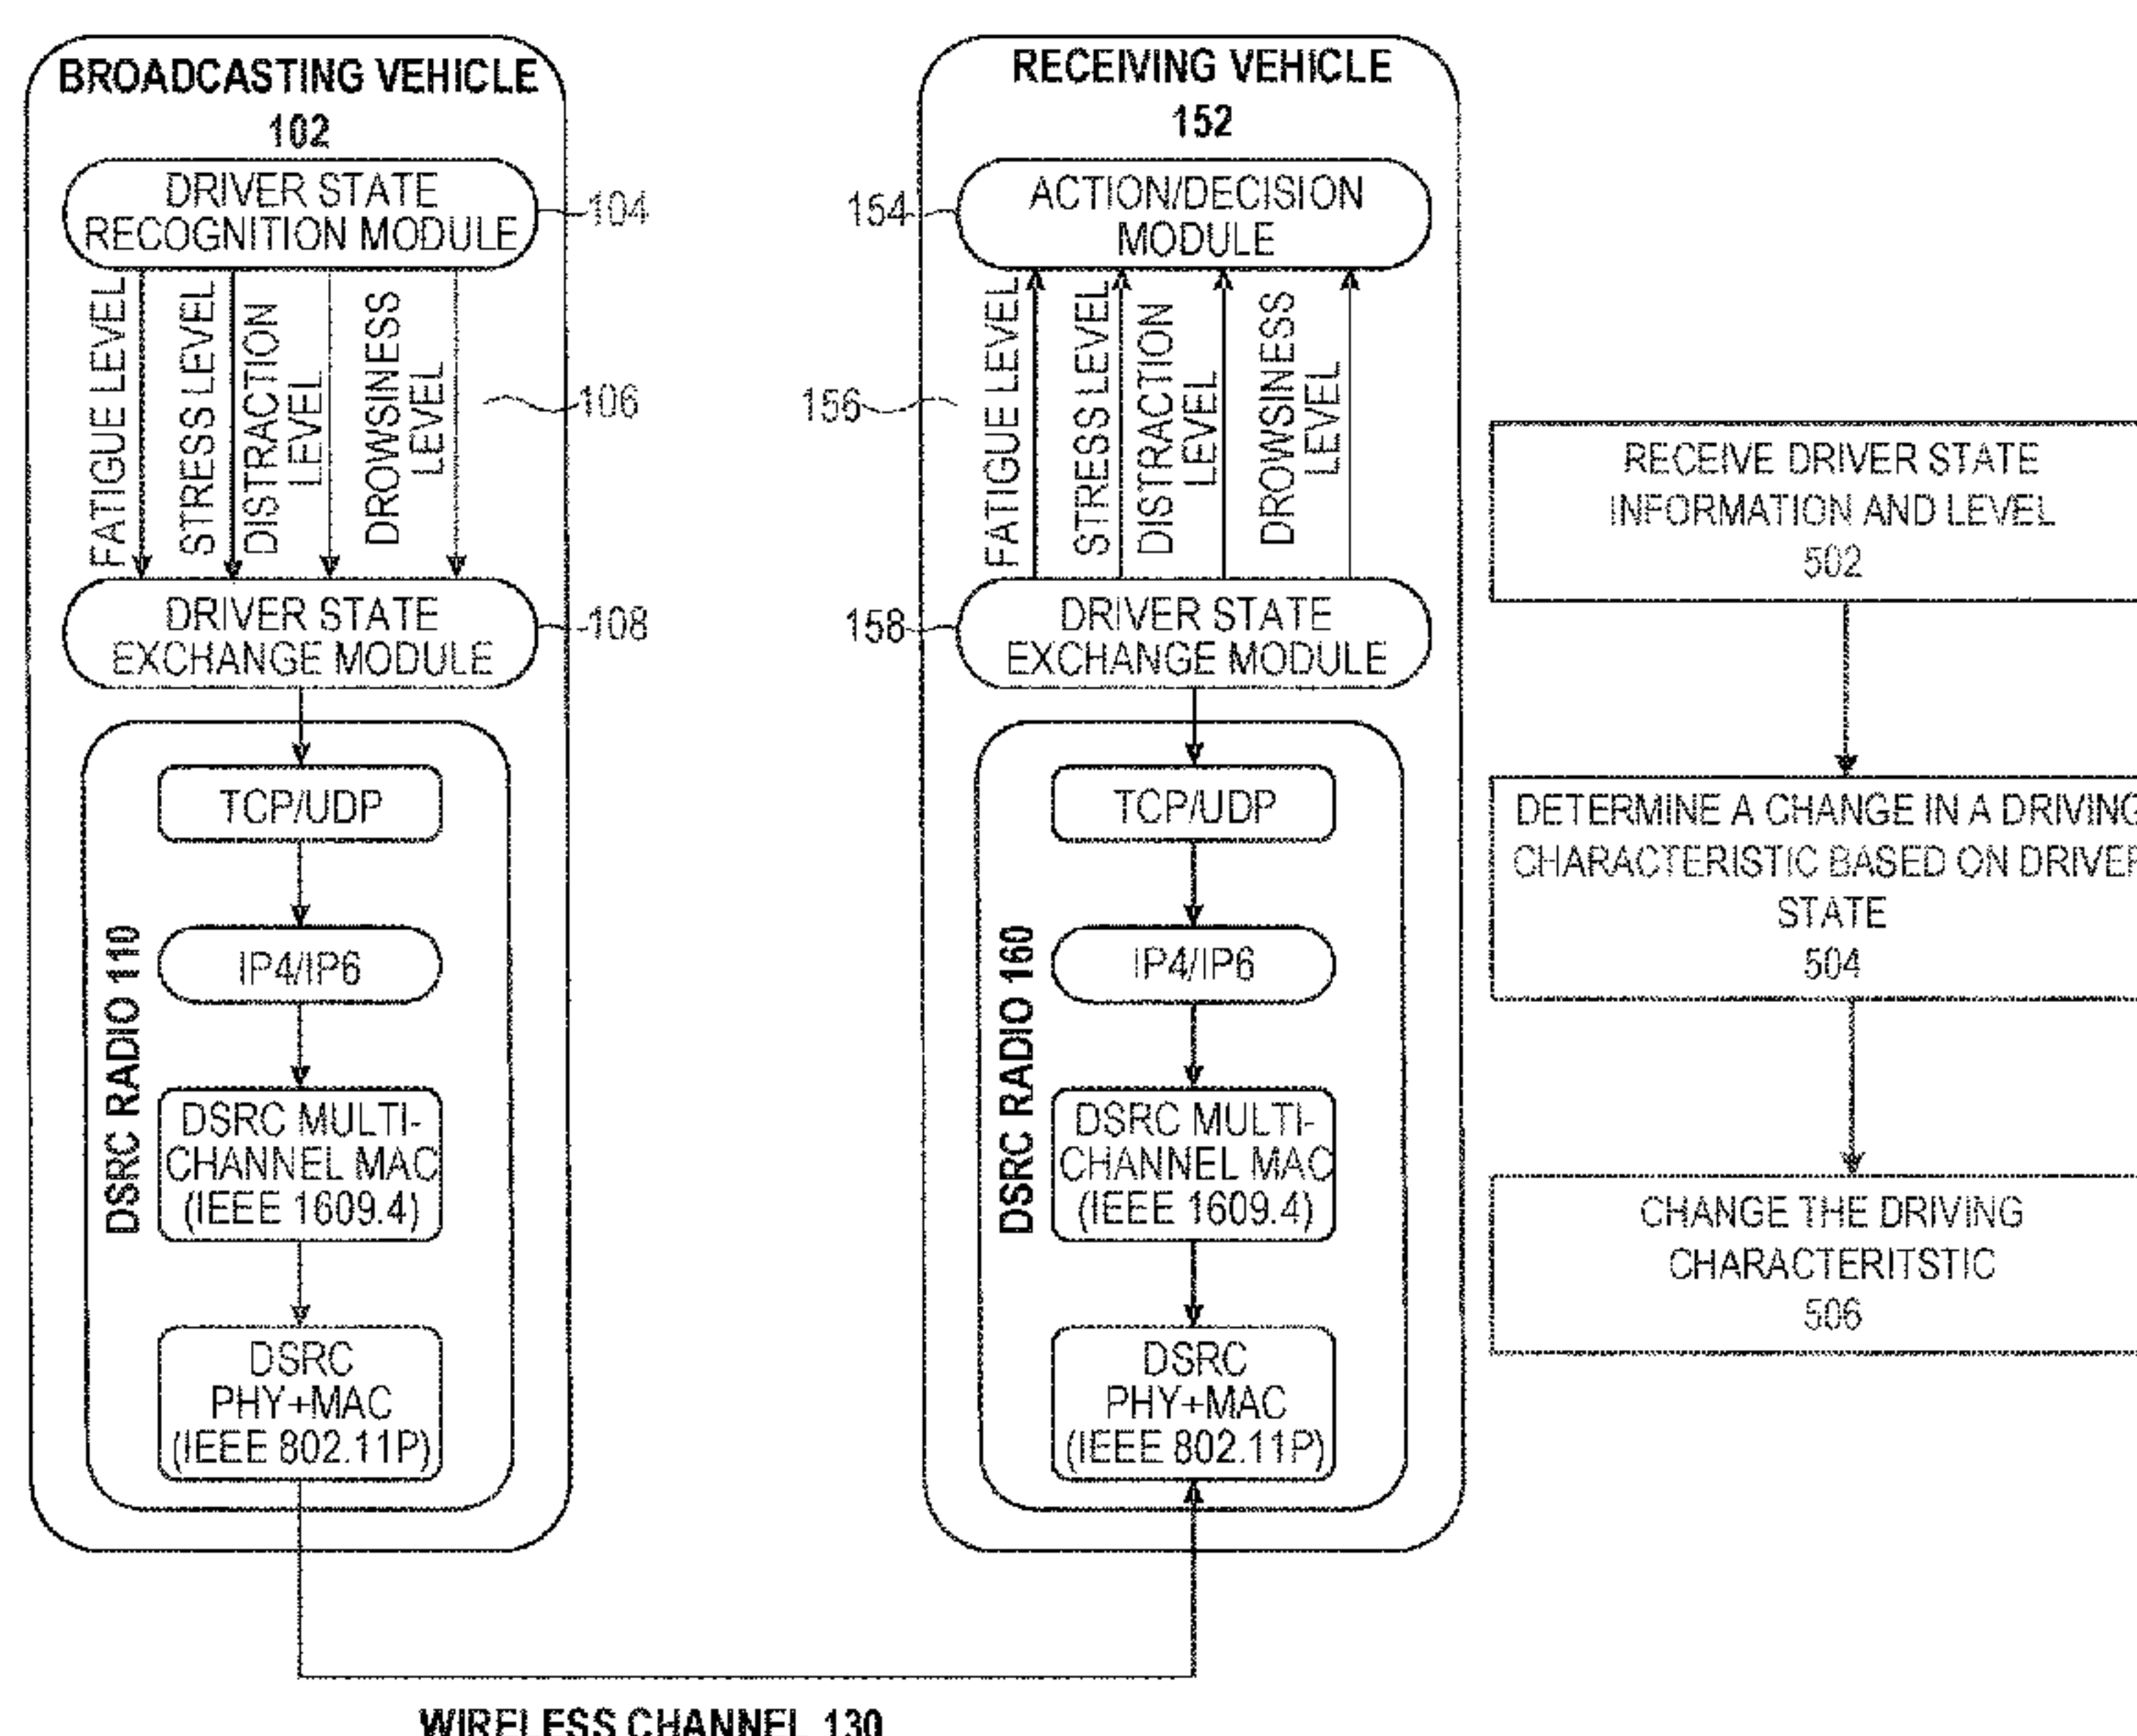 BROADCASTING VEHICLE
102
DRIVER STATE
RECOGNITION MODULE
104
FATIGUE LEVEL
STRESS LEVEL
DISTRACTION
LEVEL
DROWSINESS
LEVEL
106
DRIVER STATE
EXCHANGE MODULE
108
DSRC RADIO 110
TCP/UDP
IP4/IP6
DSRC MULTI-
CHANNEL MAC
(IEEE 1609.4)
DSRC
PHY+MAC
(IEEE 802.11P)
RECEIVING VEHICLE
152
ACTION/DECISION
MODULE
154
FATIGUE LEVEL
STRESS LEVEL
DISTRACTION
LEVEL
DROWSINESS
LEVEL
156
DRIVER STATE
EXCHANGE MODULE
158
DSRC RADIO 160
TCP/UDP
IP4/IP6
DSRC MULTI-
CHANNEL MAC
(IEEE 1609.4)
DSRC
PHY+MAC
(IEEE 802.11P)
WIRELESS CHANNEL 130
RECEIVE DRIVER STATE
INFORMATION AND LEVEL
502
DETERMINE A CHANGE IN A DRIVING
CHARACTERISTIC BASED ON DRIVER
STATE
504
CHANGE THE DRIVING
CHARACTERITSTIC
506